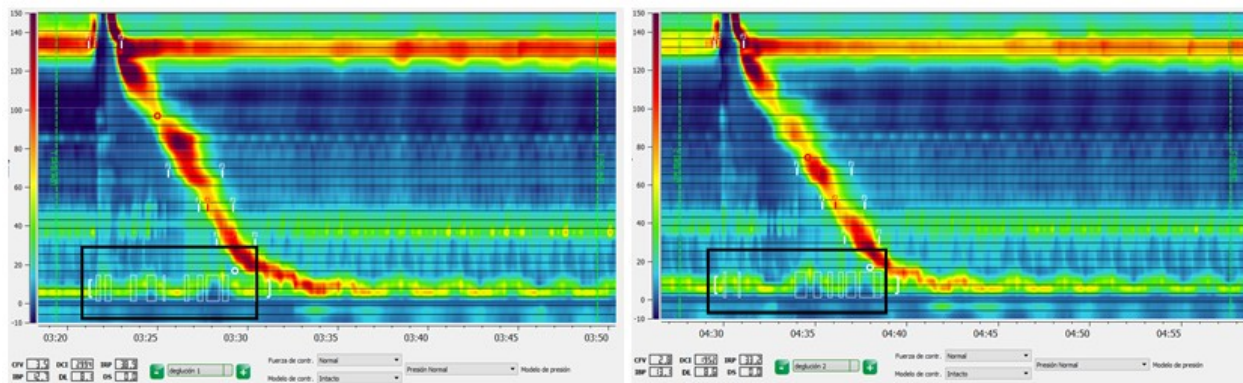 150
140
120
100
80
60
40
20
0
-10
03:20 03:25 03:30 03:35 03:40 03:45 03:50
CFV DCI IRP
IBP DL DS
deglución 1
Fuerza de contr. Normal
Modelo de contr. Intacto
Presión Normal Modelo de presión
150
140
120
100
80
60
40
20
0
-10
04:30 04:35 04:40 04:45 04:50 04:55
CFV DCI IRP
IBP DL DS
deglución 2
Fuerza de contr. Normal
Modelo de contr. Intacto
Presión Normal Modelo de presión